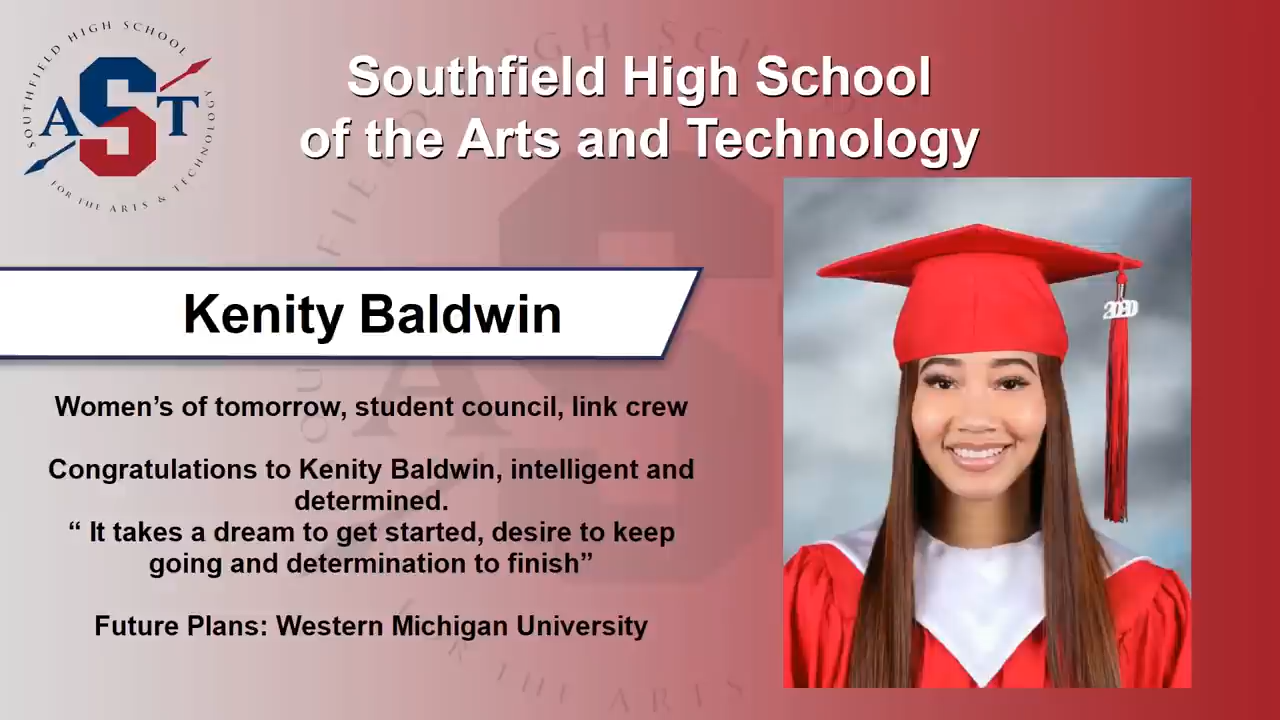 SOUTHFIELD HIGH SCHOOL
A S T
FOR THE ARTS & TECHNOLOGY
Southfield High School
of the Arts and Technology
2020
Kenity Baldwin
Women’s of tomorrow, student council, link crew
Congratulations to Kenity Baldwin, intelligent and
determined.
“ It takes a dream to get started, desire to keep
going and determination to finish”
Future Plans: Western Michigan University